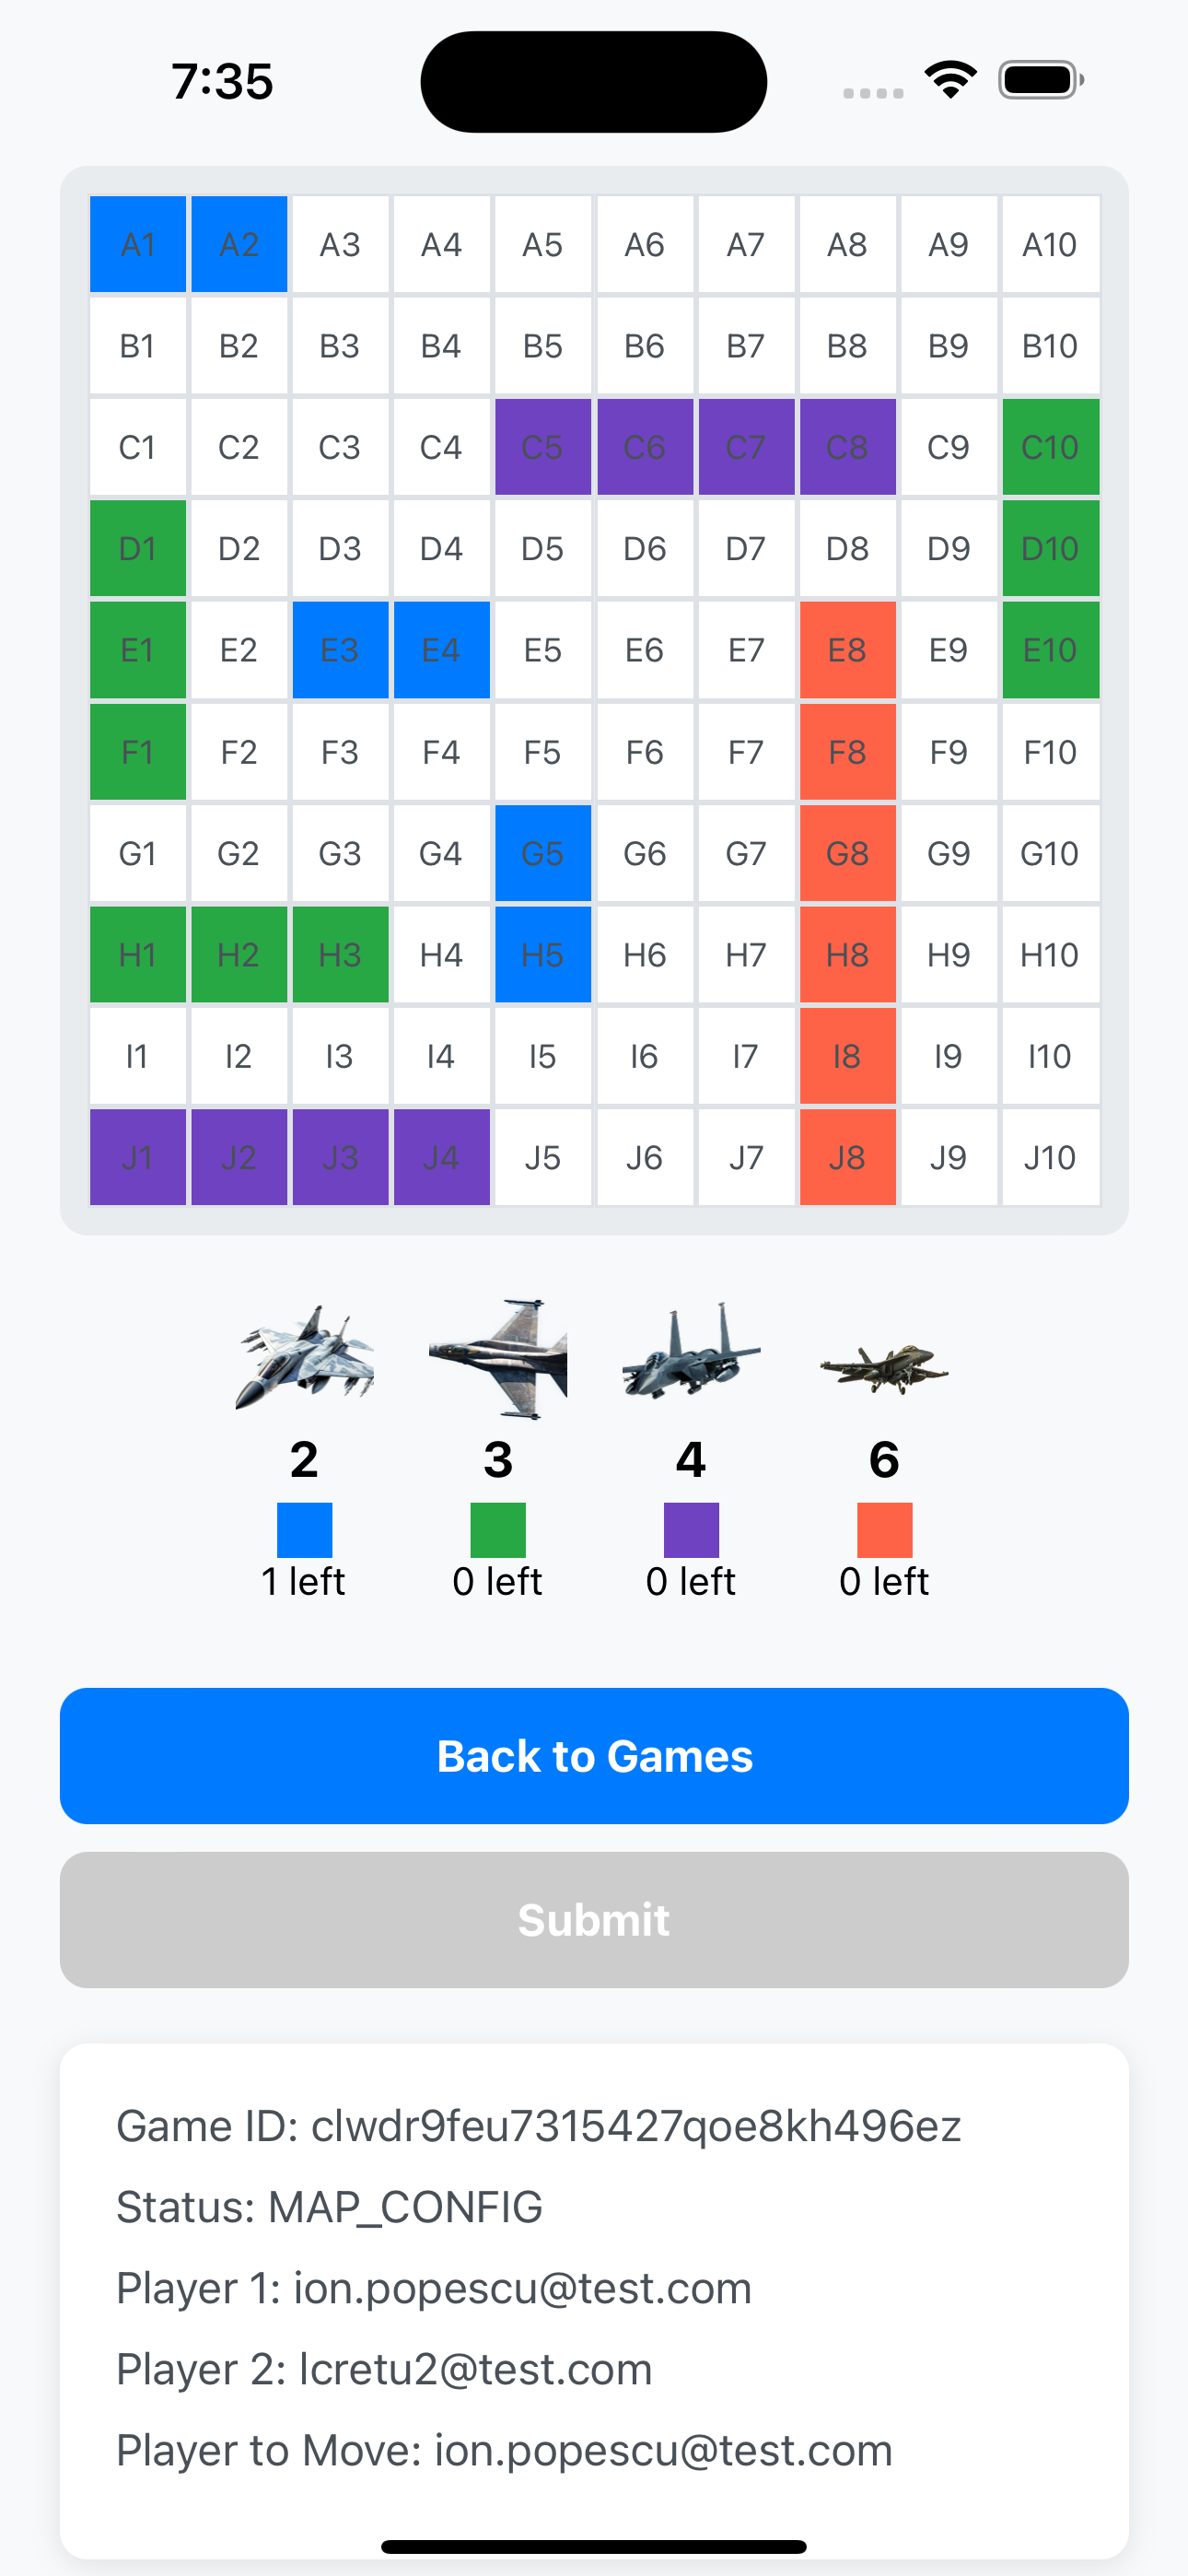 7:35
A1 A2 A3 A4 A5 A6 A7 A8 A9 A10
B1 B2 B3 B4 B5 B6 B7 B8 B9 B10
C1 C2 C3 C4 C5 C6 C7 C8 C9 C10
D1 D2 D3 D4 D5 D6 D7 D8 D9 D10
E1 E2 E3 E4 E5 E6 E7 E8 E9 E10
F1 F2 F3 F4 F5 F6 F7 F8 F9 F10
G1 G2 G3 G4 G5 G6 G7 G8 G9 G10
H1 H2 H3 H4 H5 H6 H7 H8 H9 H10
I1 I2 I3 I4 I5 I6 I7 I8 I9 I10
J1 J2 J3 J4 J5 J6 J7 J8 J9 J10
2 3 4 6
1 left 0 left 0 left 0 left
Back to Games
Submit
Game ID: clwdr9feu7315427qoe8kh496ez
Status: MAP_CONFIG
Player 1: ion.popescu@test.com
Player 2: lcretu2@test.com
Player to Move: ion.popescu@test.com